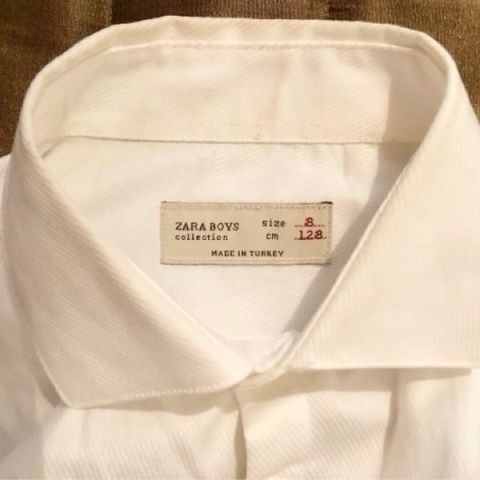 ZARA BOYS size 8
collection cm 128
MADE IN TURKEY